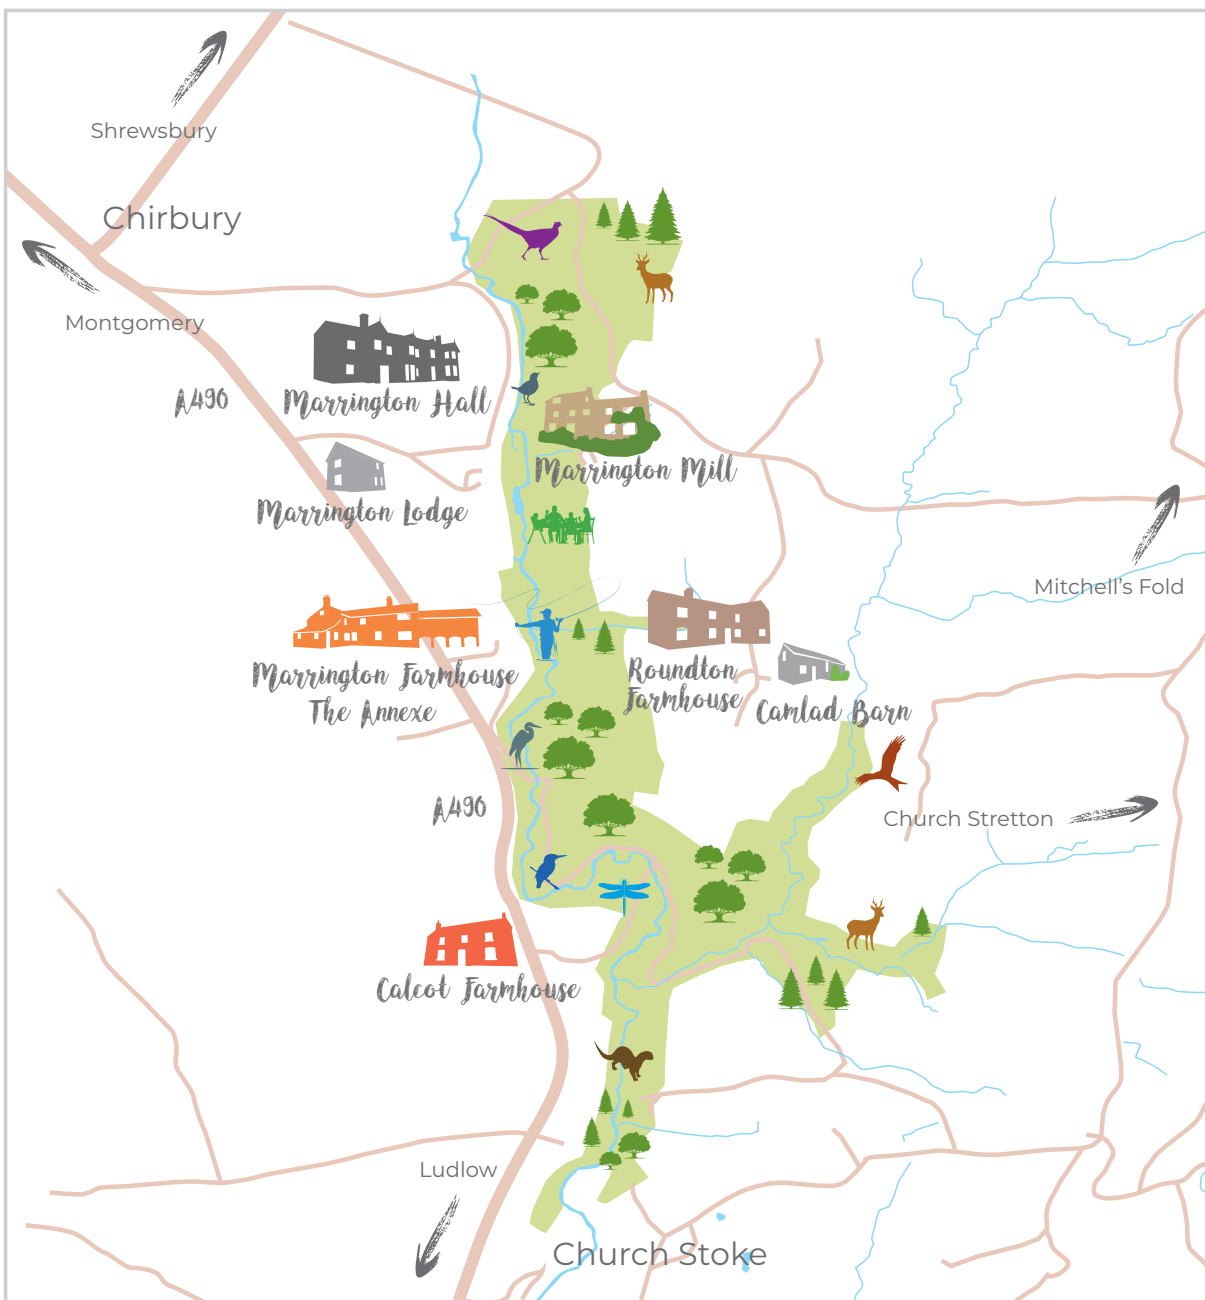 Shrewsbury
Chirbury
Montgomery
A490
Marrington Hall
Marrington Mill
Marrington Lodge
Mitchell's Fold
Marrington Farmhouse
The Annexe
Roundton
Farmhouse
Camlad Barn
A490
Church Stretton
Calcot Farmhouse
Ludlow
Church Stoke